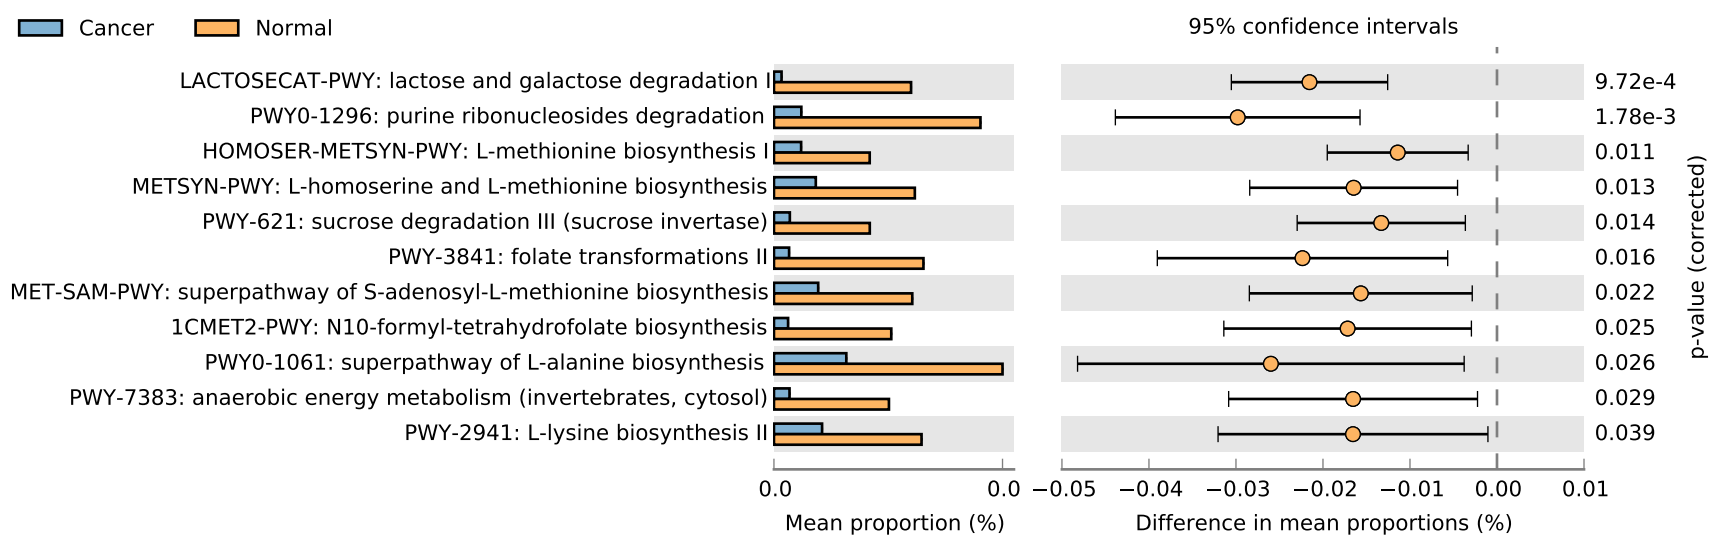 Cancer Normal
95% confidence intervals
LACTOSECAT-PWY: lactose and galactose degradation I 9.72e-4
PWY0-1296: purine ribonucleosides degradation 1.78e-3
HOMOSER-METSYN-PWY: L-methionine biosynthesis I 0.011
METSYN-PWY: L-homoserine and L-methionine biosynthesis 0.013
PWY-621: sucrose degradation III (sucrose invertase) 0.014
PWY-3841: folate transformations II 0.016
MET-SAM-PWY: superpathway of S-adenosyl-L-methionine biosynthesis 0.022
1CMET2-PWY: N10-formyl-tetrahydrofolate biosynthesis 0.025
PWY0-1061: superpathway of L-alanine biosynthesis 0.026
PWY-7383: anaerobic energy metabolism (invertebrates, cytosol) 0.029
PWY-2941: L-lysine biosynthesis II 0.039
p-value (corrected)
0.0 0.0 −0.05 −0.04 −0.03 −0.02 −0.01 0.00 0.01
Mean proportion (%) Difference in mean proportions (%)